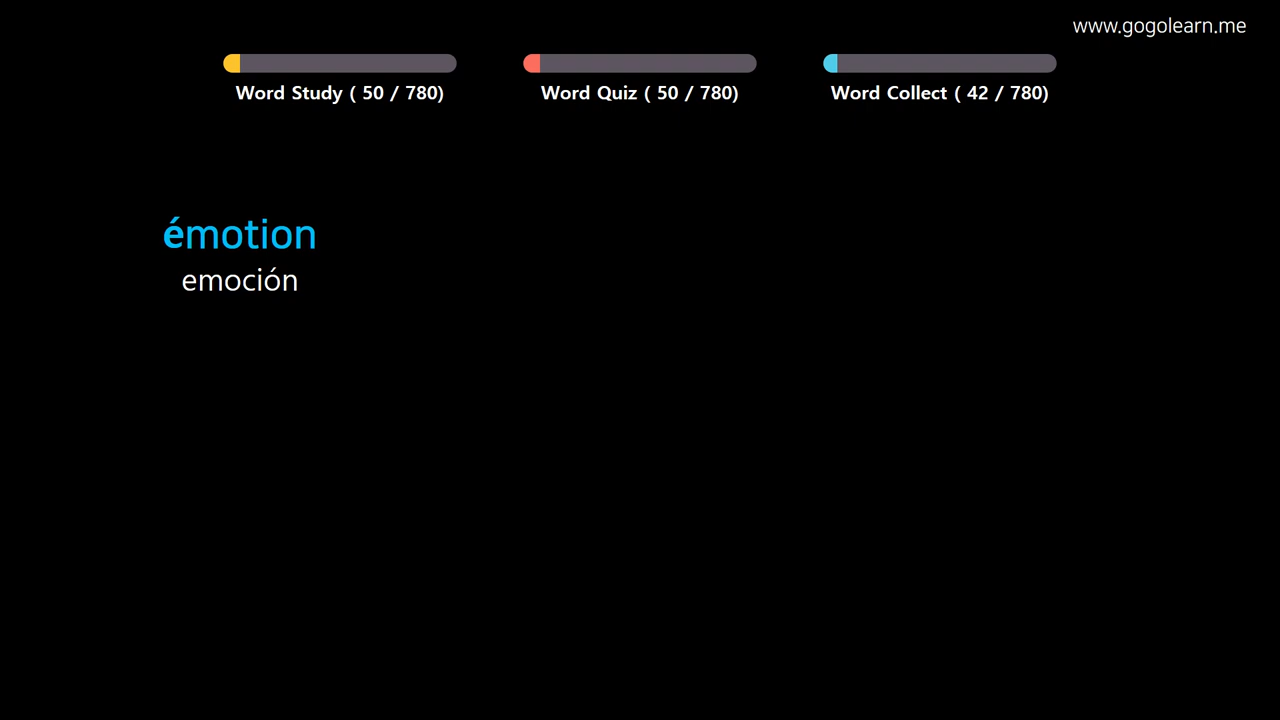 www.gogolearn.me
Word Study ( 50 / 780)
Word Quiz ( 50 / 780)
Word Collect ( 42 / 780)
émotion
emoción